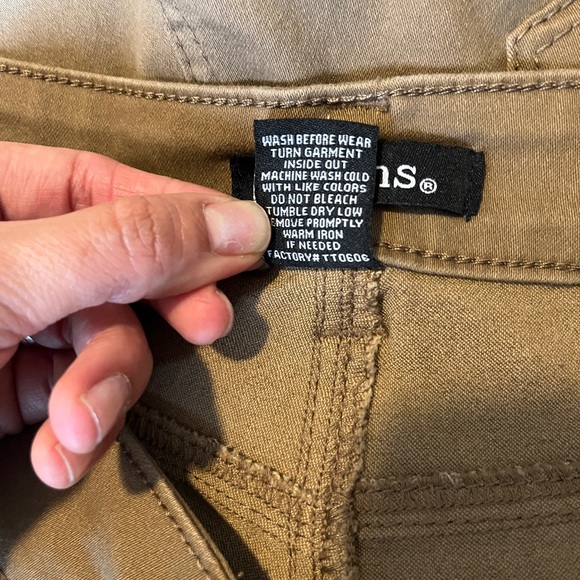 WASH BEFORE WEAR
TURN GARMENT
INSIDE OUT
MACHINE WASH COLD
WITH LIKE COLORS
DO NOT BLEACH
TUMBLE DRY LOW
REMOVE PROMPTLY
WARM IRON
IF NEEDED
FACTORY# TT0606
ns®